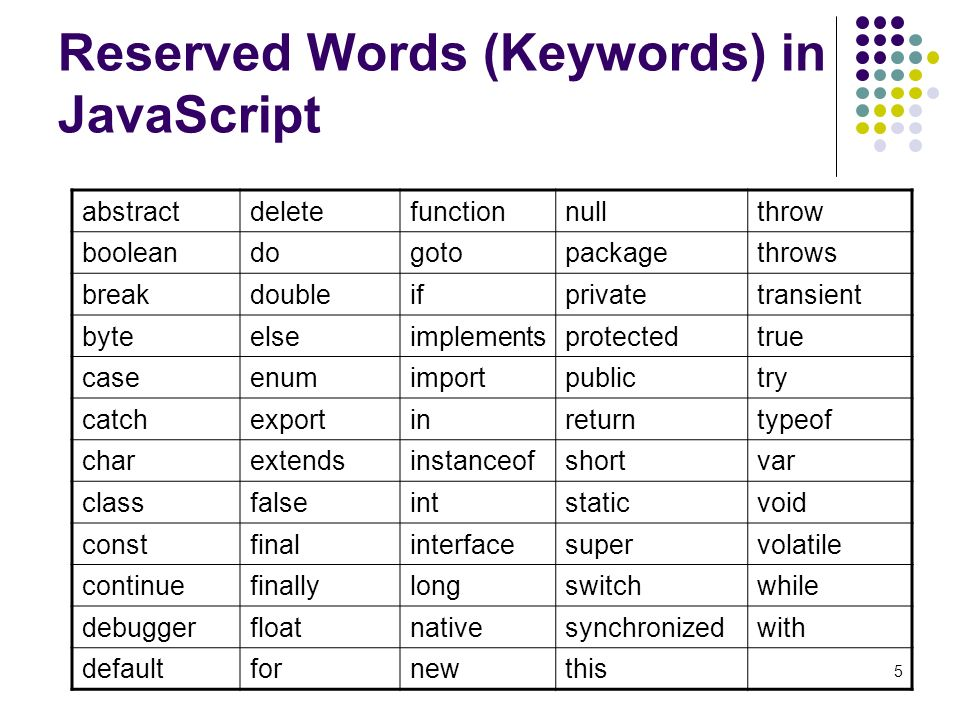 Reserved Words (Keywords) in
JavaScript
abstract delete function null throw
boolean do goto package throws
break double if private transient
byte else implements protected true
case enum import public try
catch export in return typeof
char extends instanceof short var
class false int static void
const final interface super volatile
continue finally long switch while
debugger float native synchronized with
default for new this
5